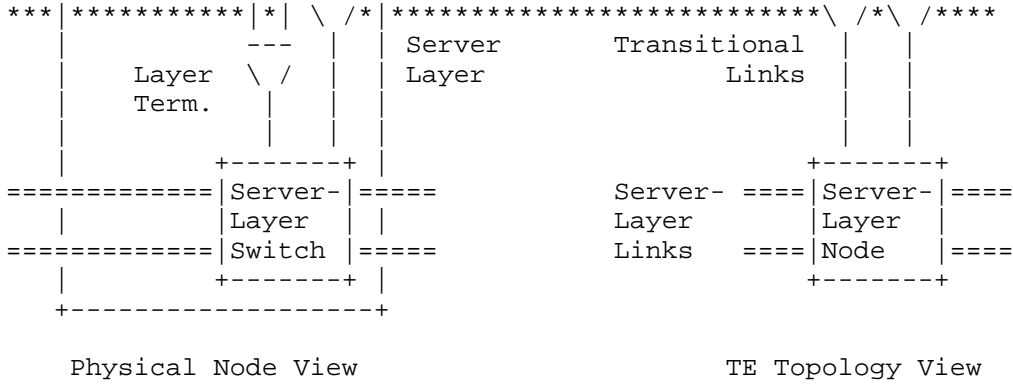 ***|***********|*| \ /*|***************************\ /*\ /****
   |           --- |  | Server       Transitional  |   |
   |    Layer  \ / |  | Layer               Links  |   |
   |    Term.   |  |  |                            |   |
   |            |  |  |                            |   |
   |         +-------+ |                          +-------+
=============|Server-|=====           Server- ====|Server-|====
   |         |Layer  | |              Layer       |Layer  |
=============|Switch |=====           Links   ====|Node   |====
   |         +-------+ |                          +-------+
   +-------------------+
    Physical Node View                       TE Topology View